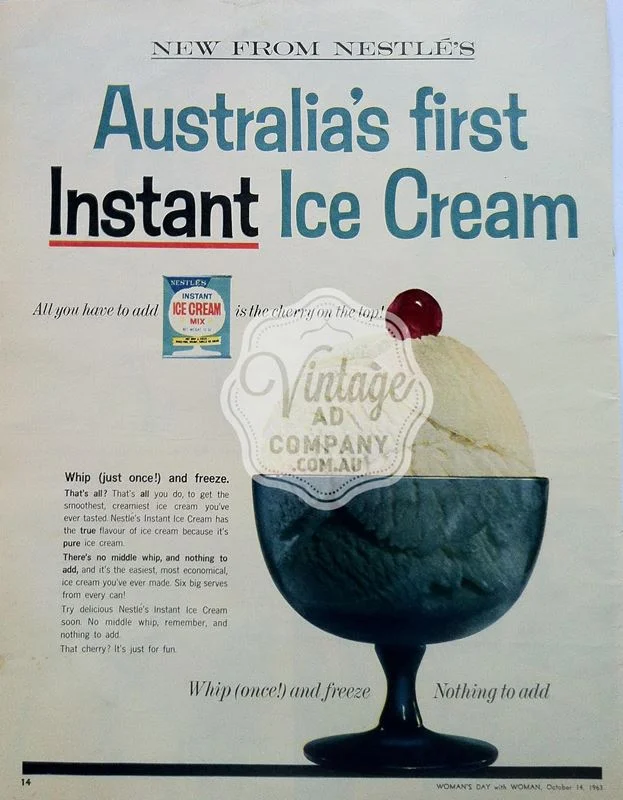 NEW FROM NESTLÉ'S
Australia's first
Instant Ice Cream
All you have to add
NESTLÉ'S
INSTANT
ICE CREAM
MIX
is the cherry on the top!
Vintage
AD
COMPANY
.COM.AU
Whip (just once!) and freeze.
That's all? That's all you do, to get the
smoothest, creamiest ice cream you've
ever tasted. Nestlé's Instant Ice Cream has
the true flavour of ice cream because it's
pure ice cream.
There's no middle whip, and nothing to
add, and it's the easiest, most economical,
ice cream you've ever made. Six big serves
from every can!
Try delicious Nestlé's Instant Ice Cream
soon. No middle whip, remember, and
nothing to add.
That cherry? It's just for fun.
Whip (once!) and freeze
Nothing to add
14
WOMAN'S DAY with WOMAN, October 14, 1963